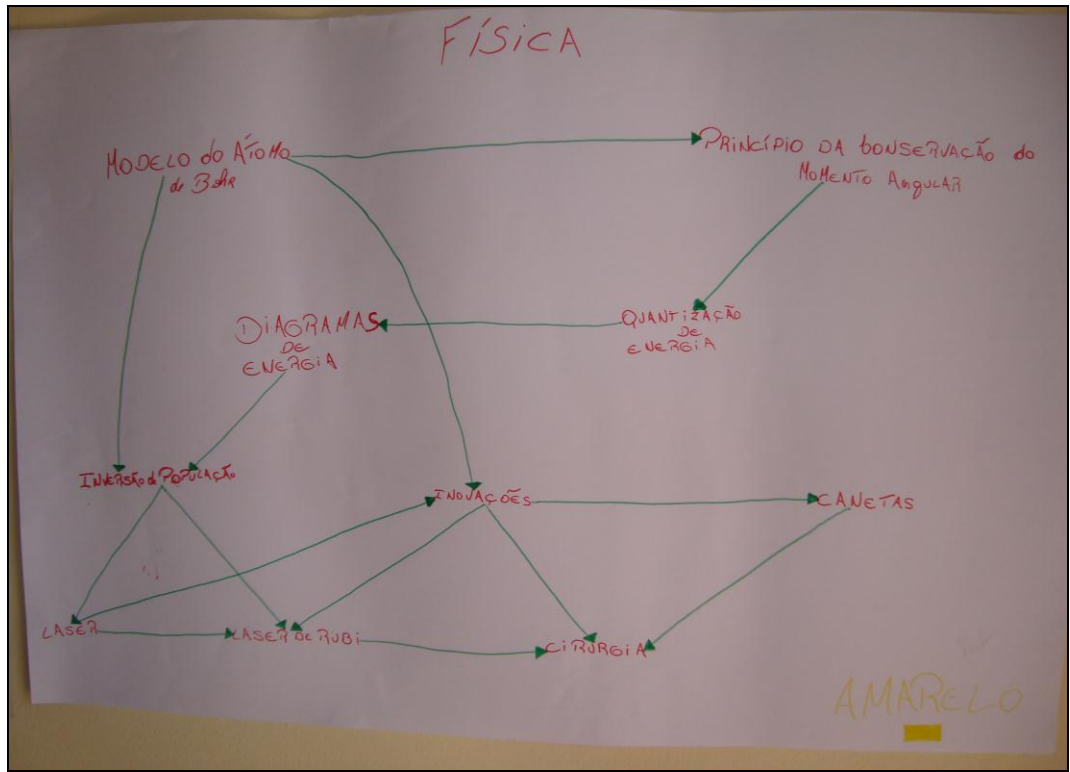 FÍSICA
MODELO do ÁTOMO
de Bohr
PRINCÍPIO DA CONSERVAÇÃO do
MOMENTO AngULAR
DIAGRAMAS
DE
ENERGIA
QUANTIZAÇÃO
DE
ENERGIA
INVERSÃO de POPULAÇÃO
INOVAÇÕES
CANETAS
LASER
LASER DE RUBI
CIRURGIA
AMARELO